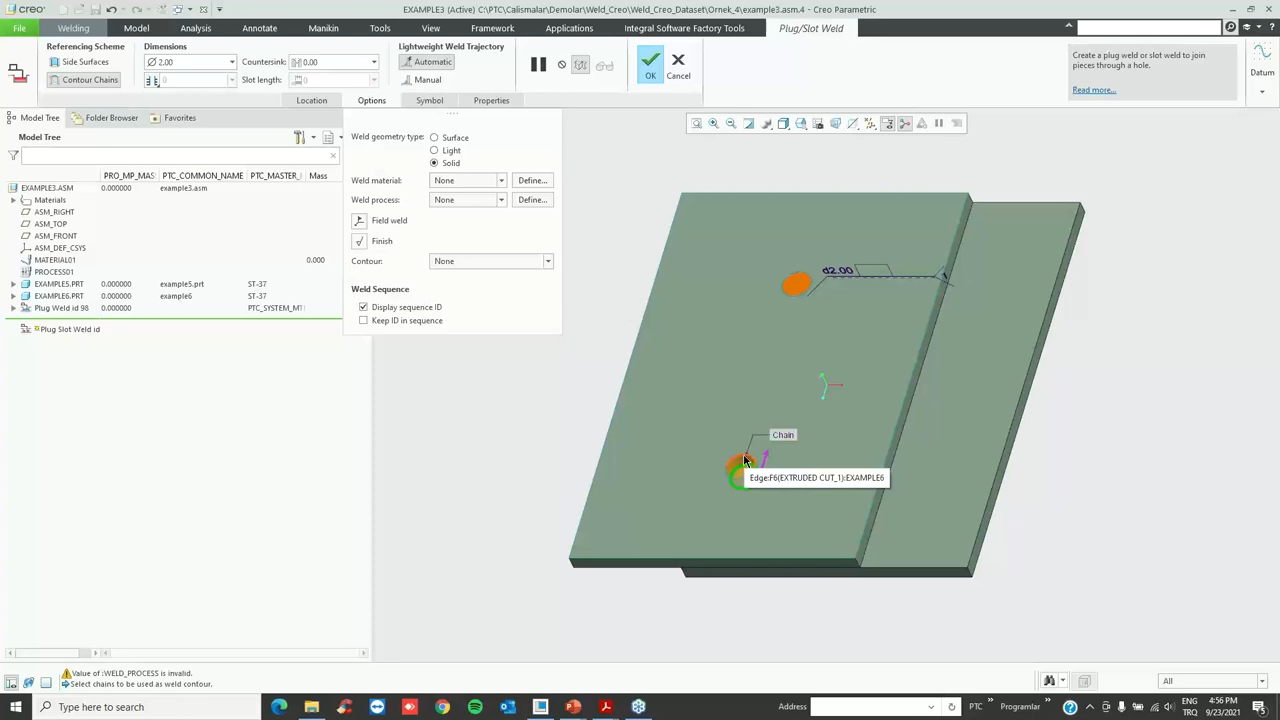 creo
EXAMPLE3 (Active) C:\PTC\Calismalar\Demolar\Weld_Creo\Weld_Creo_Dataset\Ornek_4\example3.asm.4 - Creo Parametric
File Welding Model Analysis Annotate Manikin Tools View Framework Applications Integral Software Factory Tools Plug/Slot Weld
Referencing Scheme
Side Surfaces
Contour Chains
Dimensions
Ø 2.00 Countersink: 0.00
0 Slot length: 0
Lightweight Weld Trajectory
Automatic
Manual
OK Cancel
Create a plug weld or slot weld to join pieces through a hole.
Read more...
Datum
Location Options Symbol Properties
Model Tree Folder Browser Favorites
Model Tree
PRO_MP_MAS PTC_COMMON_NAME PTC_MASTER_ Mass
EXAMPLE3.ASM 0.000000 example3.asm
Materials
ASM_RIGHT
ASM_TOP
ASM_FRONT
ASM_DEF_CSYS
MATERIAL01 0.000
PROCESS01
EXAMPLE5.PRT 0.000000 example5.prt ST-37
EXAMPLE6.PRT 0.000000 example6 ST-37
Plug Weld id 98 PTC_SYSTEM_MT
Plug Slot Weld id
Weld geometry type: Surface
Light
Solid
Weld material: None Define...
Weld process: None Define...
Field weld
Finish
Contour: None
Weld Sequence
Display sequence ID
Keep ID in sequence
d2.00
1
Chain
Edge:F6(EXTRUDED CUT_1):EXAMPLE6
Value of :WELD_PROCESS is invalid.
Select chains to be used as weld contour.
All
Type here to search
Address PTC Programlar
ENG
TRQ
4:56 PM
9/23/2021